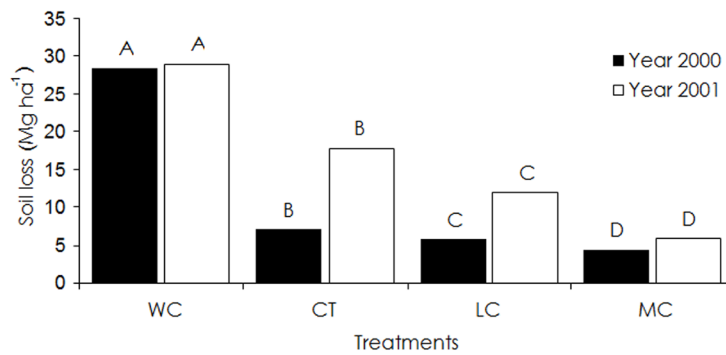 35
30
25
20
15
10
5
0
Soil loss (Mg ha⁻¹)
A
A
B
B
C
C
D
D
Year 2000
Year 2001
WC
CT
LC
MC
Treatments